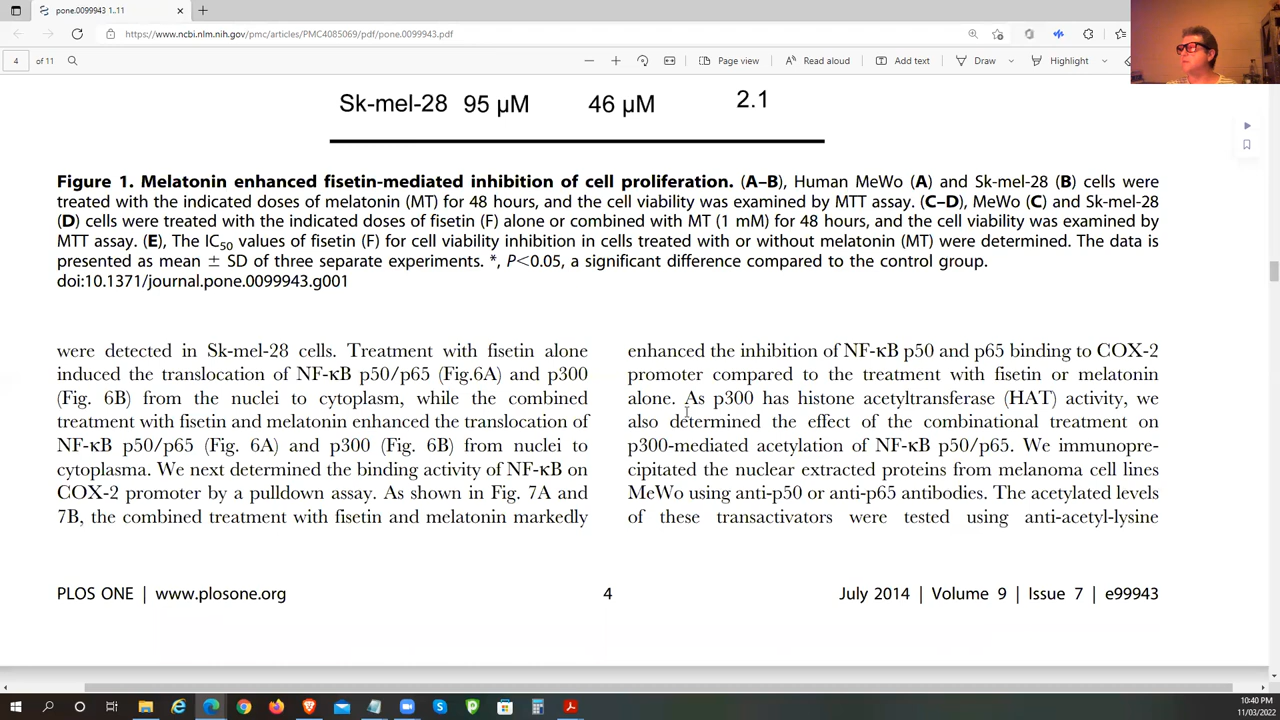 pone.0099943 1..11
https://www.ncbi.nlm.nih.gov/pmc/articles/PMC4085069/pdf/pone.0099943.pdf
4 of 11
Page view
Read aloud
Add text
Draw
Highlight
Sk-mel-28 95 µM 46 µM 2.1
Figure 1. Melatonin enhanced fisetin-mediated inhibition of cell proliferation. (A–B), Human MeWo (A) and Sk-mel-28 (B) cells were
treated with the indicated doses of melatonin (MT) for 48 hours, and the cell viability was examined by MTT assay. (C–D), MeWo (C) and Sk-mel-28
(D) cells were treated with the indicated doses of fisetin (F) alone or combined with MT (1 mM) for 48 hours, and the cell viability was examined by
MTT assay. (E), The IC50 values of fisetin (F) for cell viability inhibition in cells treated with or without melatonin (MT) were determined. The data is
presented as mean ± SD of three separate experiments. *, P<0.05, a significant difference compared to the control group.
doi:10.1371/journal.pone.0099943.g001
were detected in Sk-mel-28 cells. Treatment with fisetin alone
induced the translocation of NF-κB p50/p65 (Fig.6A) and p300
(Fig. 6B) from the nuclei to cytoplasm, while the combined
treatment with fisetin and melatonin enhanced the translocation of
NF-κB p50/p65 (Fig. 6A) and p300 (Fig. 6B) from nuclei to
cytoplasma. We next determined the binding activity of NF-κB on
COX-2 promoter by a pulldown assay. As shown in Fig. 7A and
7B, the combined treatment with fisetin and melatonin markedly
enhanced the inhibition of NF-κB p50 and p65 binding to COX-2
promoter compared to the treatment with fisetin or melatonin
alone. As p300 has histone acetyltransferase (HAT) activity, we
also determined the effect of the combinational treatment on
p300-mediated acetylation of NF-κB p50/p65. We immunopre-
cipitated the nuclear extracted proteins from melanoma cell lines
MeWo using anti-p50 or anti-p65 antibodies. The acetylated levels
of these transactivators were tested using anti-acetyl-lysine
PLOS ONE | www.plosone.org
4
July 2014 | Volume 9 | Issue 7 | e99943
10:40 PM
11/03/2022